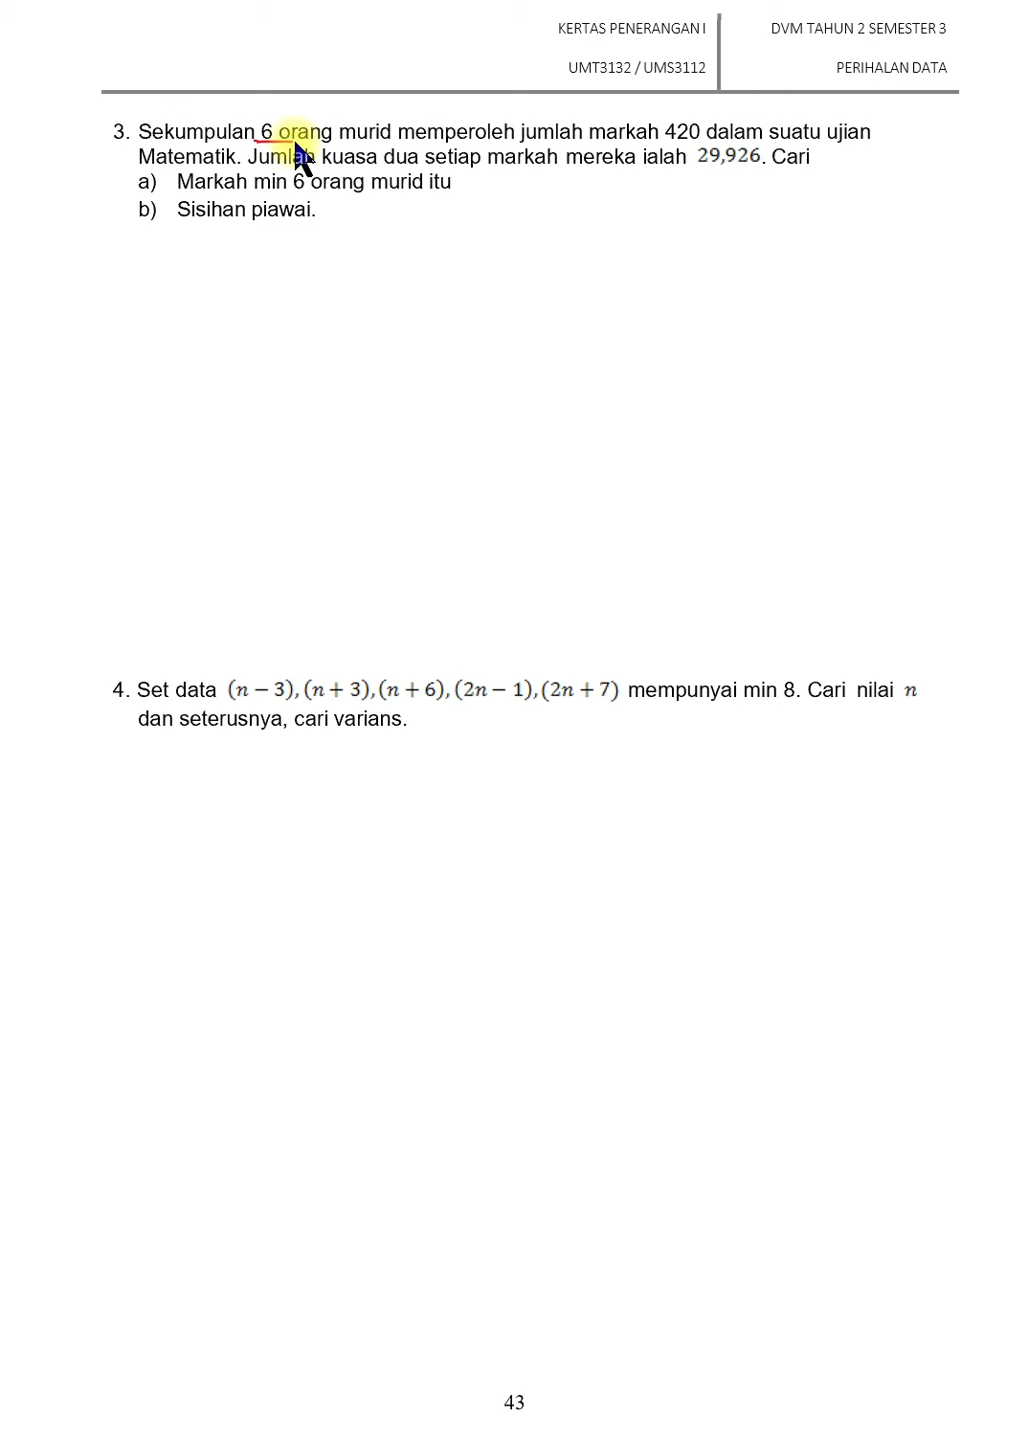 KERTAS PENERANGAN I
DVM TAHUN 2 SEMESTER 3
UMT3132 / UMS3112
PERIHALAN DATA
3. Sekumpulan 6 orang murid memperoleh jumlah markah 420 dalam suatu ujian
Matematik. Jumlah kuasa dua setiap markah mereka ialah 29,926. Cari
a) Markah min 6 orang murid itu
b) Sisihan piawai.
4. Set data (n − 3), (n + 3), (n + 6), (2n − 1), (2n + 7) mempunyai min 8. Cari nilai n
dan seterusnya, cari varians.
43